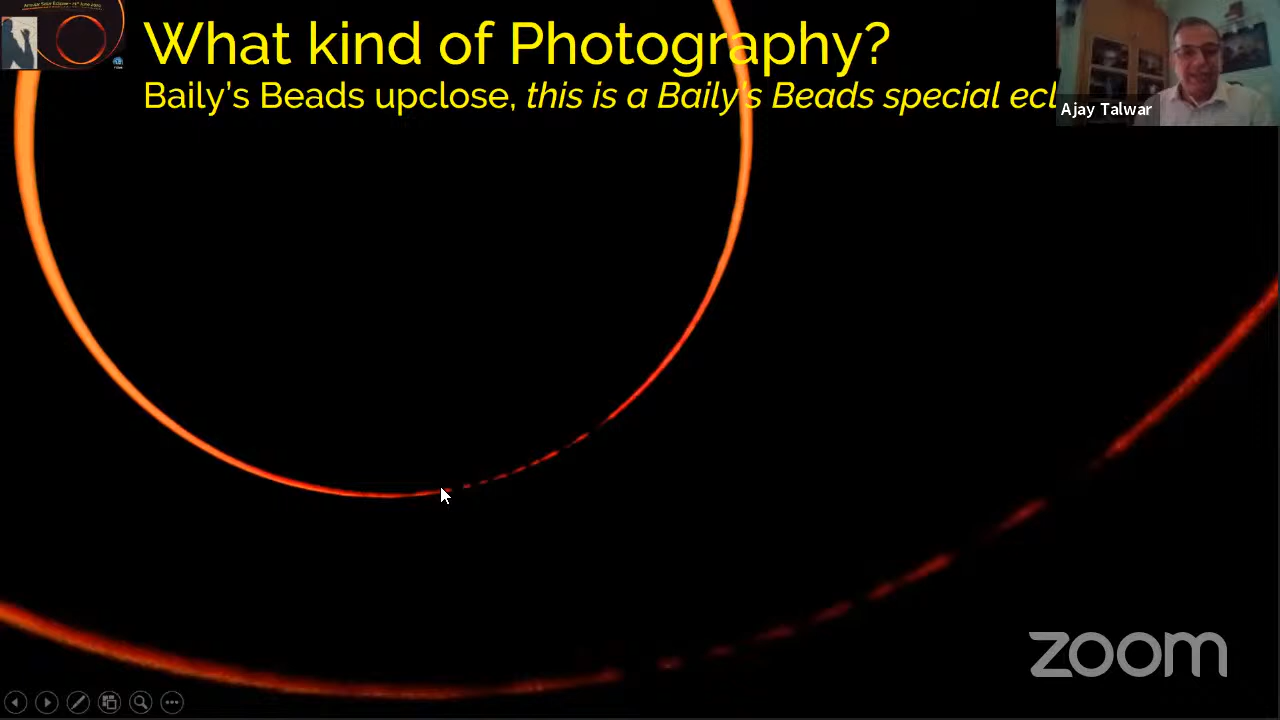 What kind of Photography?
Baily's Beads upclose, this is a Baily's Beads special ecl
Ajay Talwar
zoom